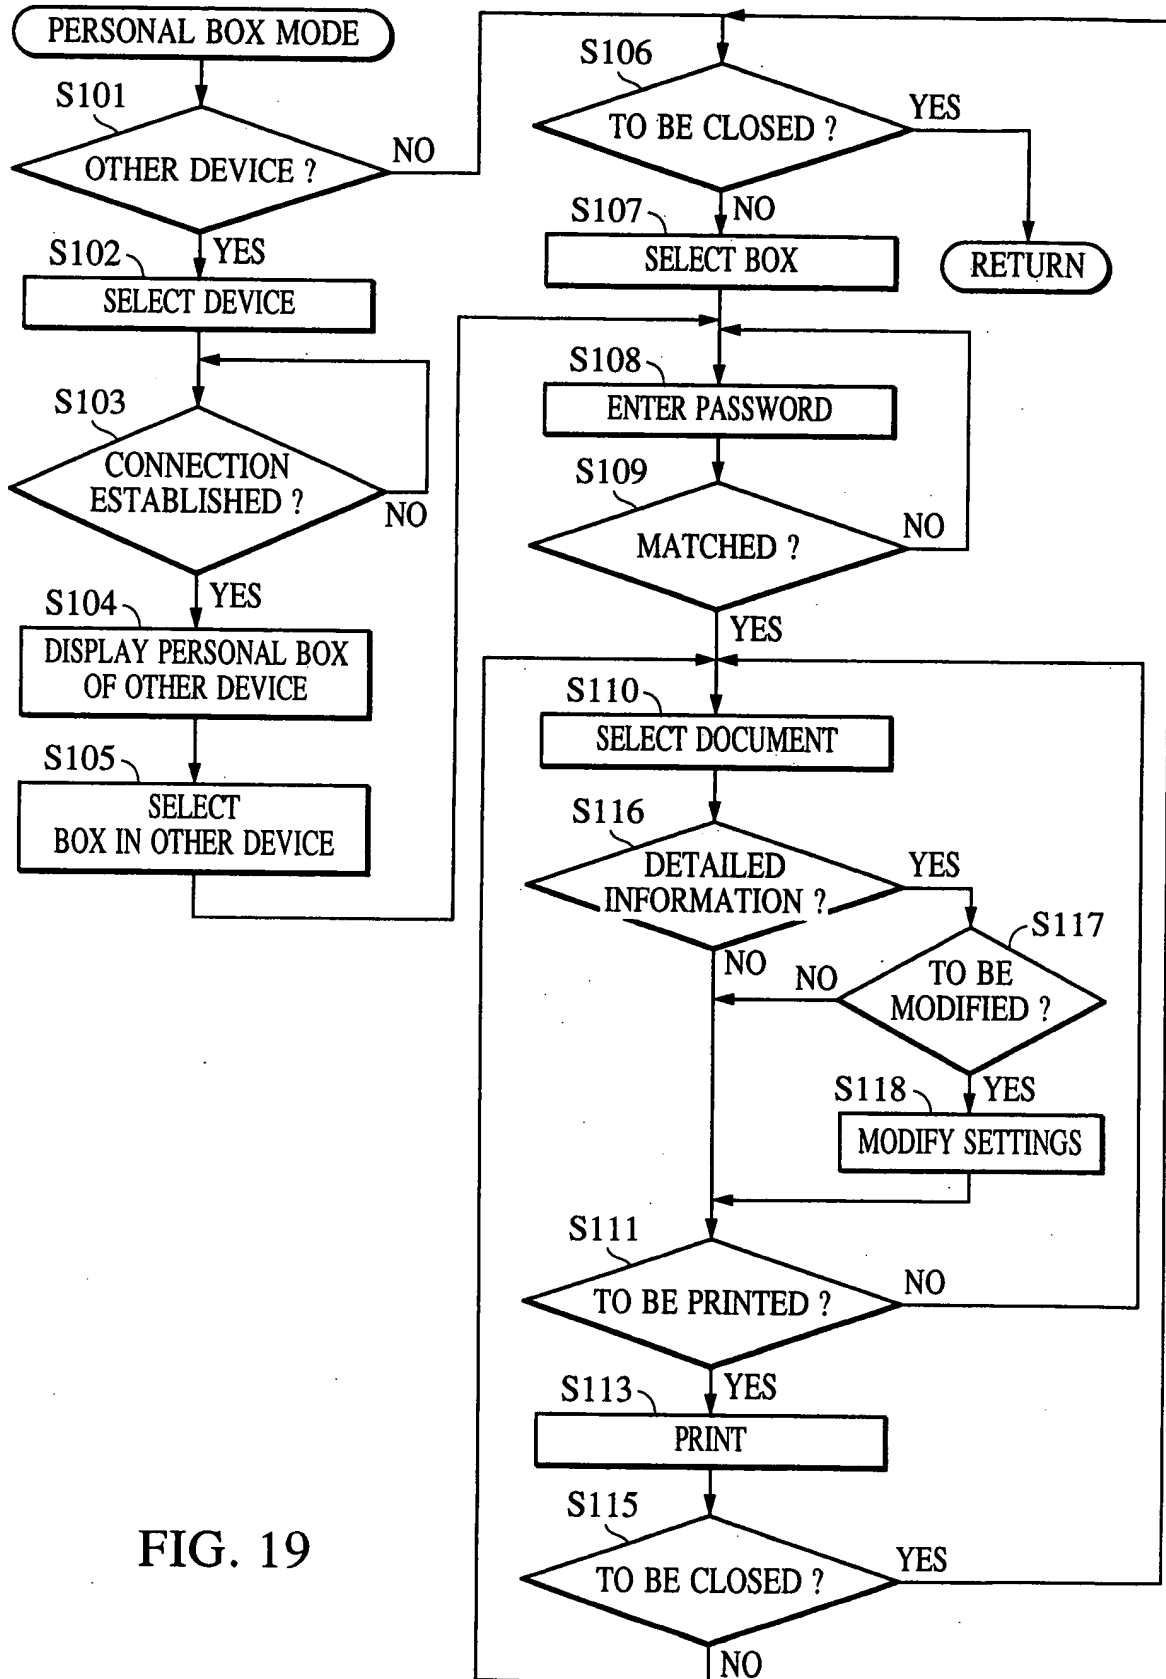 PERSONAL BOX MODE
S101
OTHER DEVICE ?
NO
YES
S102
SELECT DEVICE
S103
CONNECTION
ESTABLISHED ?
NO
YES
S104
DISPLAY PERSONAL BOX
OF OTHER DEVICE
S105
SELECT
BOX IN OTHER DEVICE
S106
TO BE CLOSED ?
YES
NO
RETURN
S107
SELECT BOX
S108
ENTER PASSWORD
S109
MATCHED ?
NO
YES
S110
SELECT DOCUMENT
S116
DETAILED
INFORMATION ?
YES
NO
S117
TO BE
MODIFIED ?
NO
YES
S118
MODIFY SETTINGS
S111
TO BE PRINTED ?
NO
YES
S113
PRINT
S115
TO BE CLOSED ?
YES
NO
FIG. 19